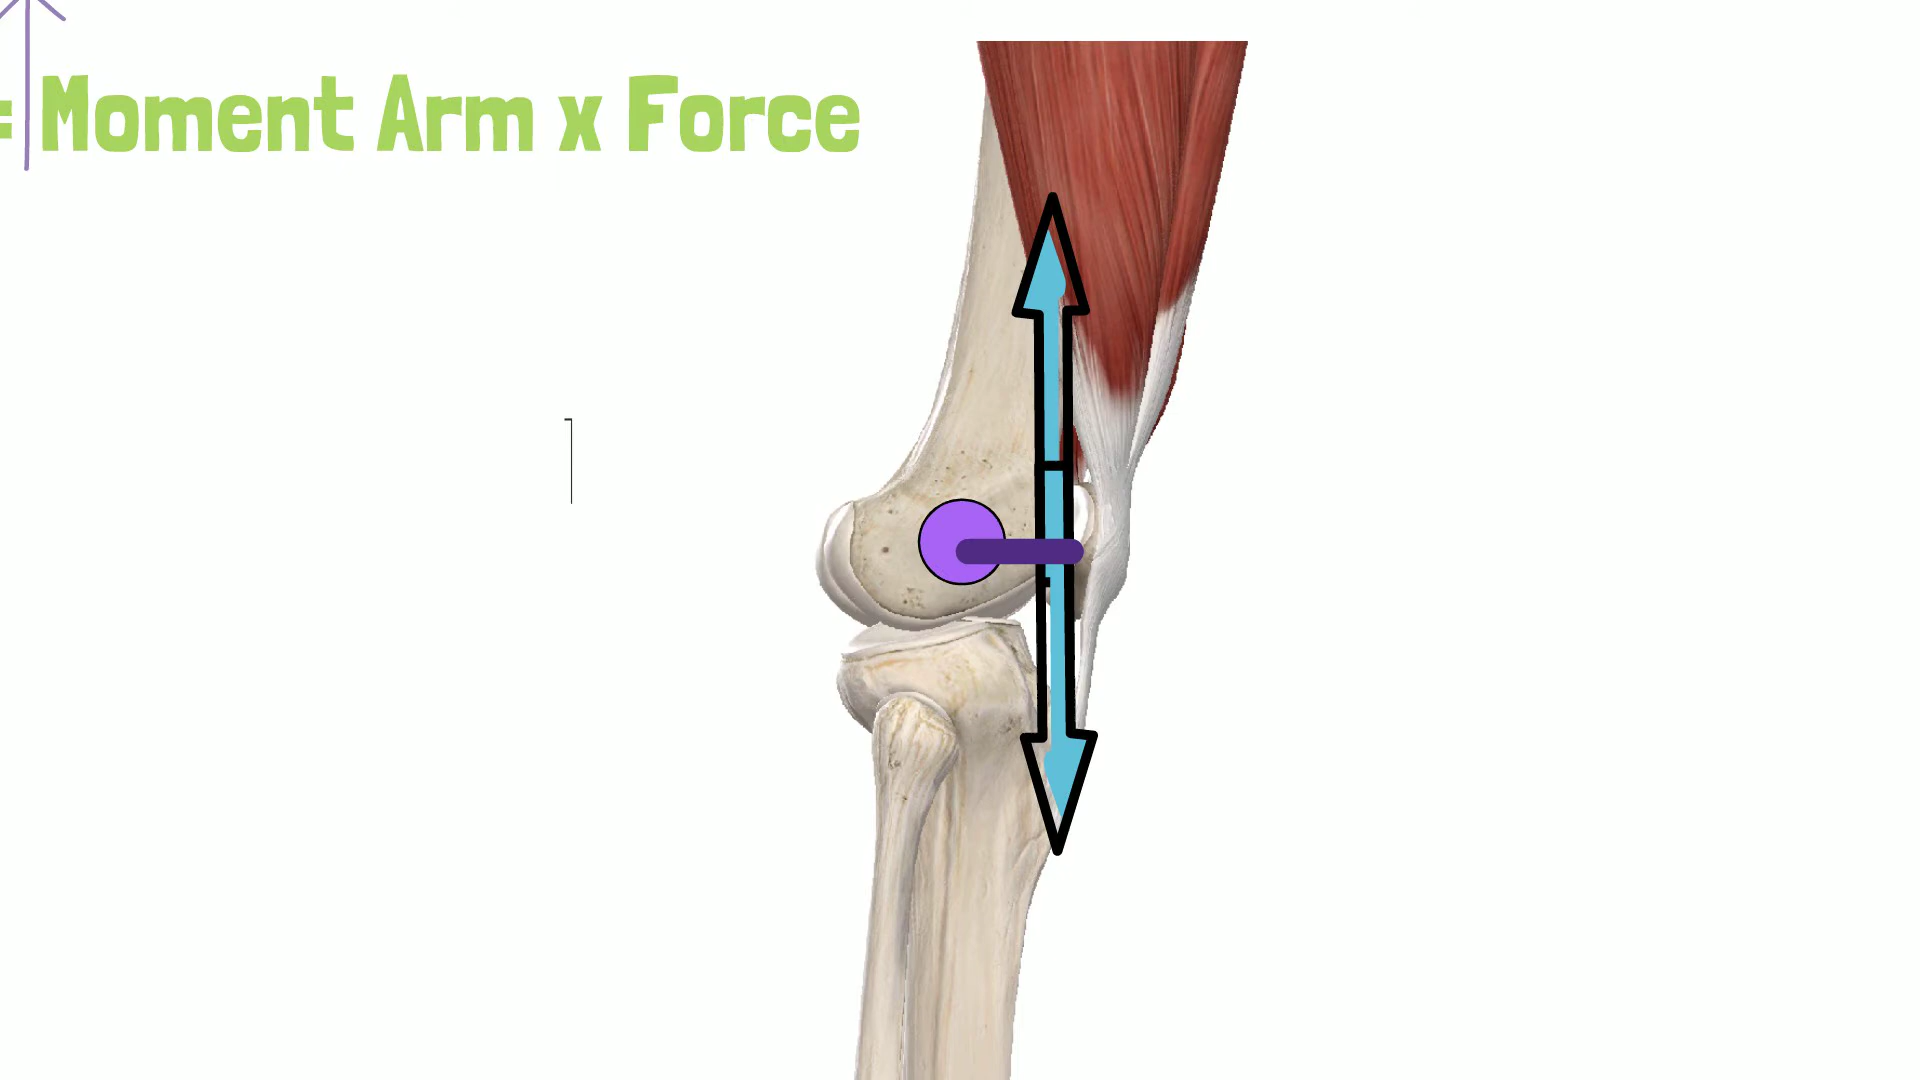 = Moment Arm x Force